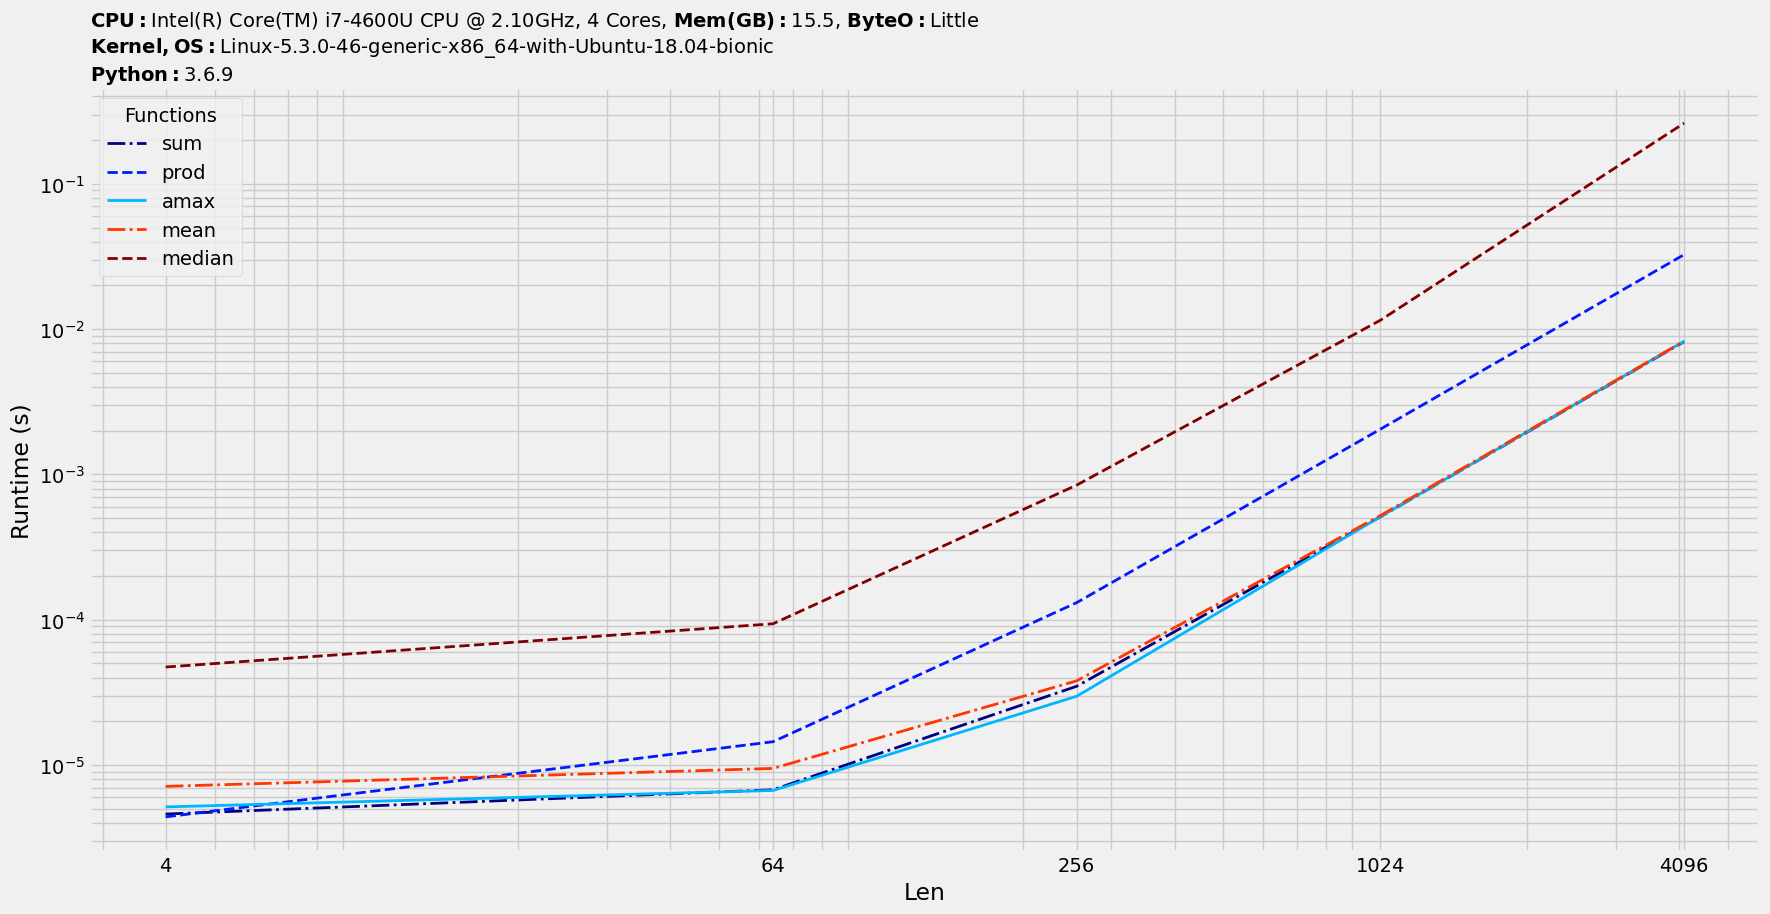 CPU: Intel(R) Core(TM) i7-4600U CPU @ 2.10GHz, 4 Cores, Mem(GB): 15.5, ByteO: Little
Kernel, OS: Linux-5.3.0-46-generic-x86_64-with-Ubuntu-18.04-bionic
Python: 3.6.9
Functions
sum
prod
amax
mean
median
Runtime (s)
10⁻¹
10⁻²
10⁻³
10⁻⁴
10⁻⁵
4 64 256 1024 4096
Len